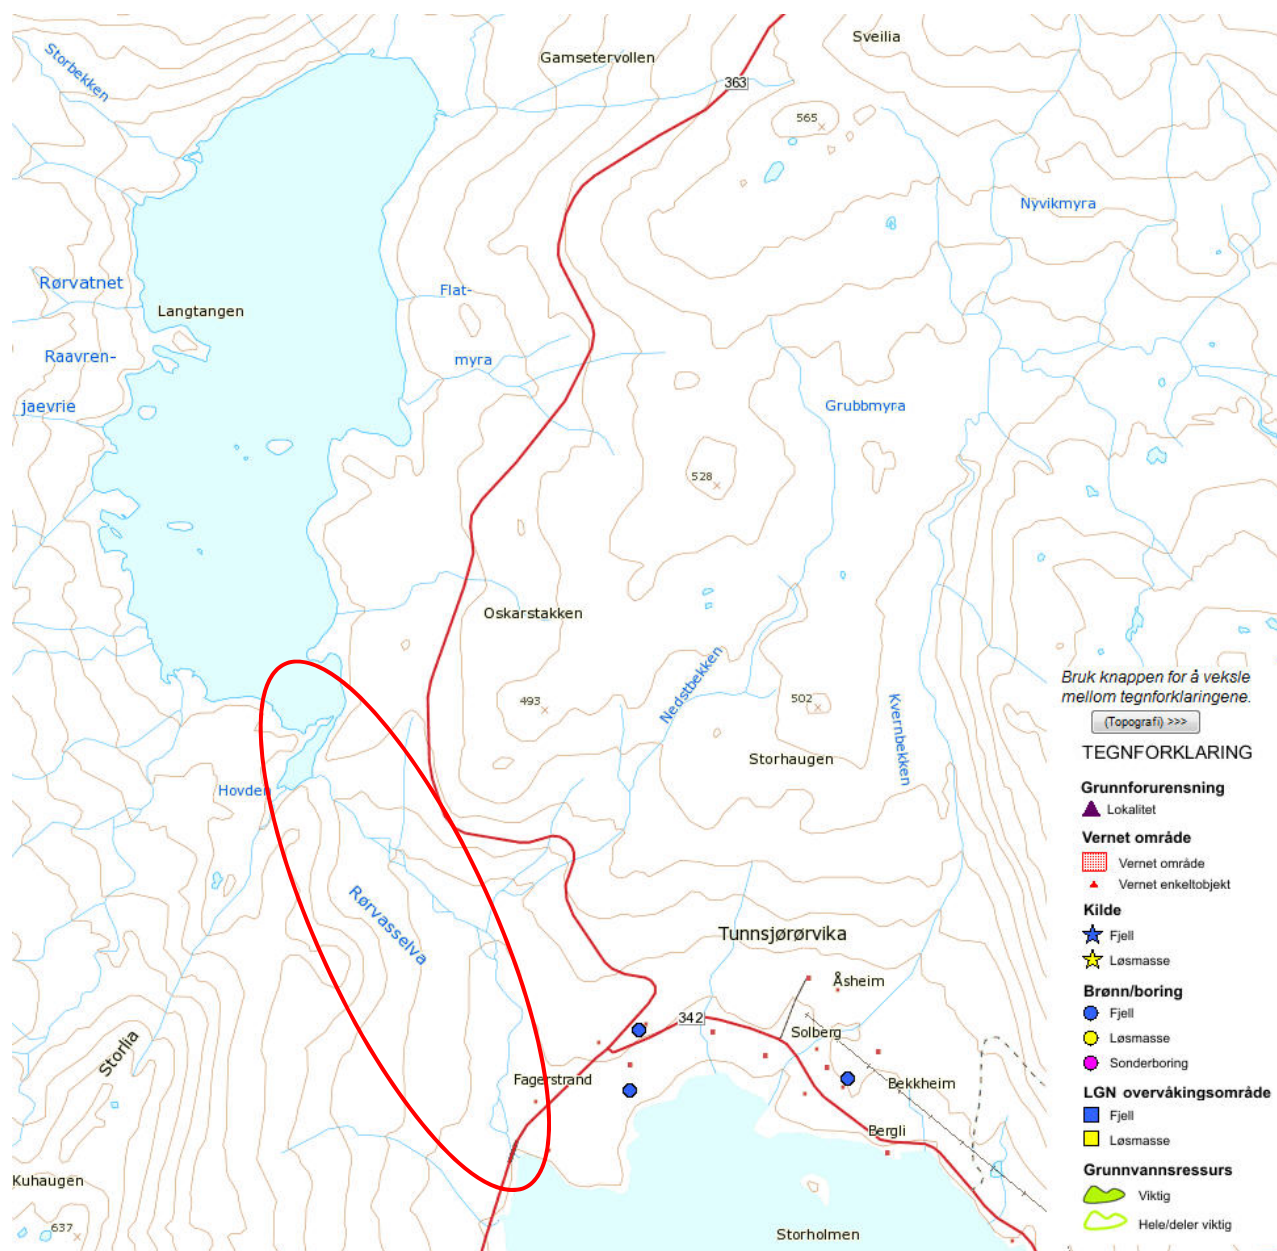 Sveilia
Gamsetervollen
Storbekken
363
565
Nyvikmyra
Rørvatnet
Flat-
Langtangen
Raavren-
myra
jaevrie
Grubbmyra
528
Oskarstakken
Nedstbekken
493
502
Kvernbekken
Storhaugen
Hovden
Rørvasselva
Tunnsjørørvika
Åsheim
342
Solberg
Storlia
Fagerstrand
Bekkheim
Bergli
Kuhaugen
637
Storholmen
Bruk knappen for å veksle
mellom tegnforklaringene.
(Topografi) >>>
TEGNFORKLARING
Grunnforurensning
Lokalitet
Vernet område
Vernet område
Vernet enkeltobjekt
Kilde
Fjell
Løsmasse
Brønn/boring
Fjell
Løsmasse
Sonderboring
LGN overvåkingsområde
Fjell
Løsmasse
Grunnvannsressurs
Viktig
Hele/deler viktig